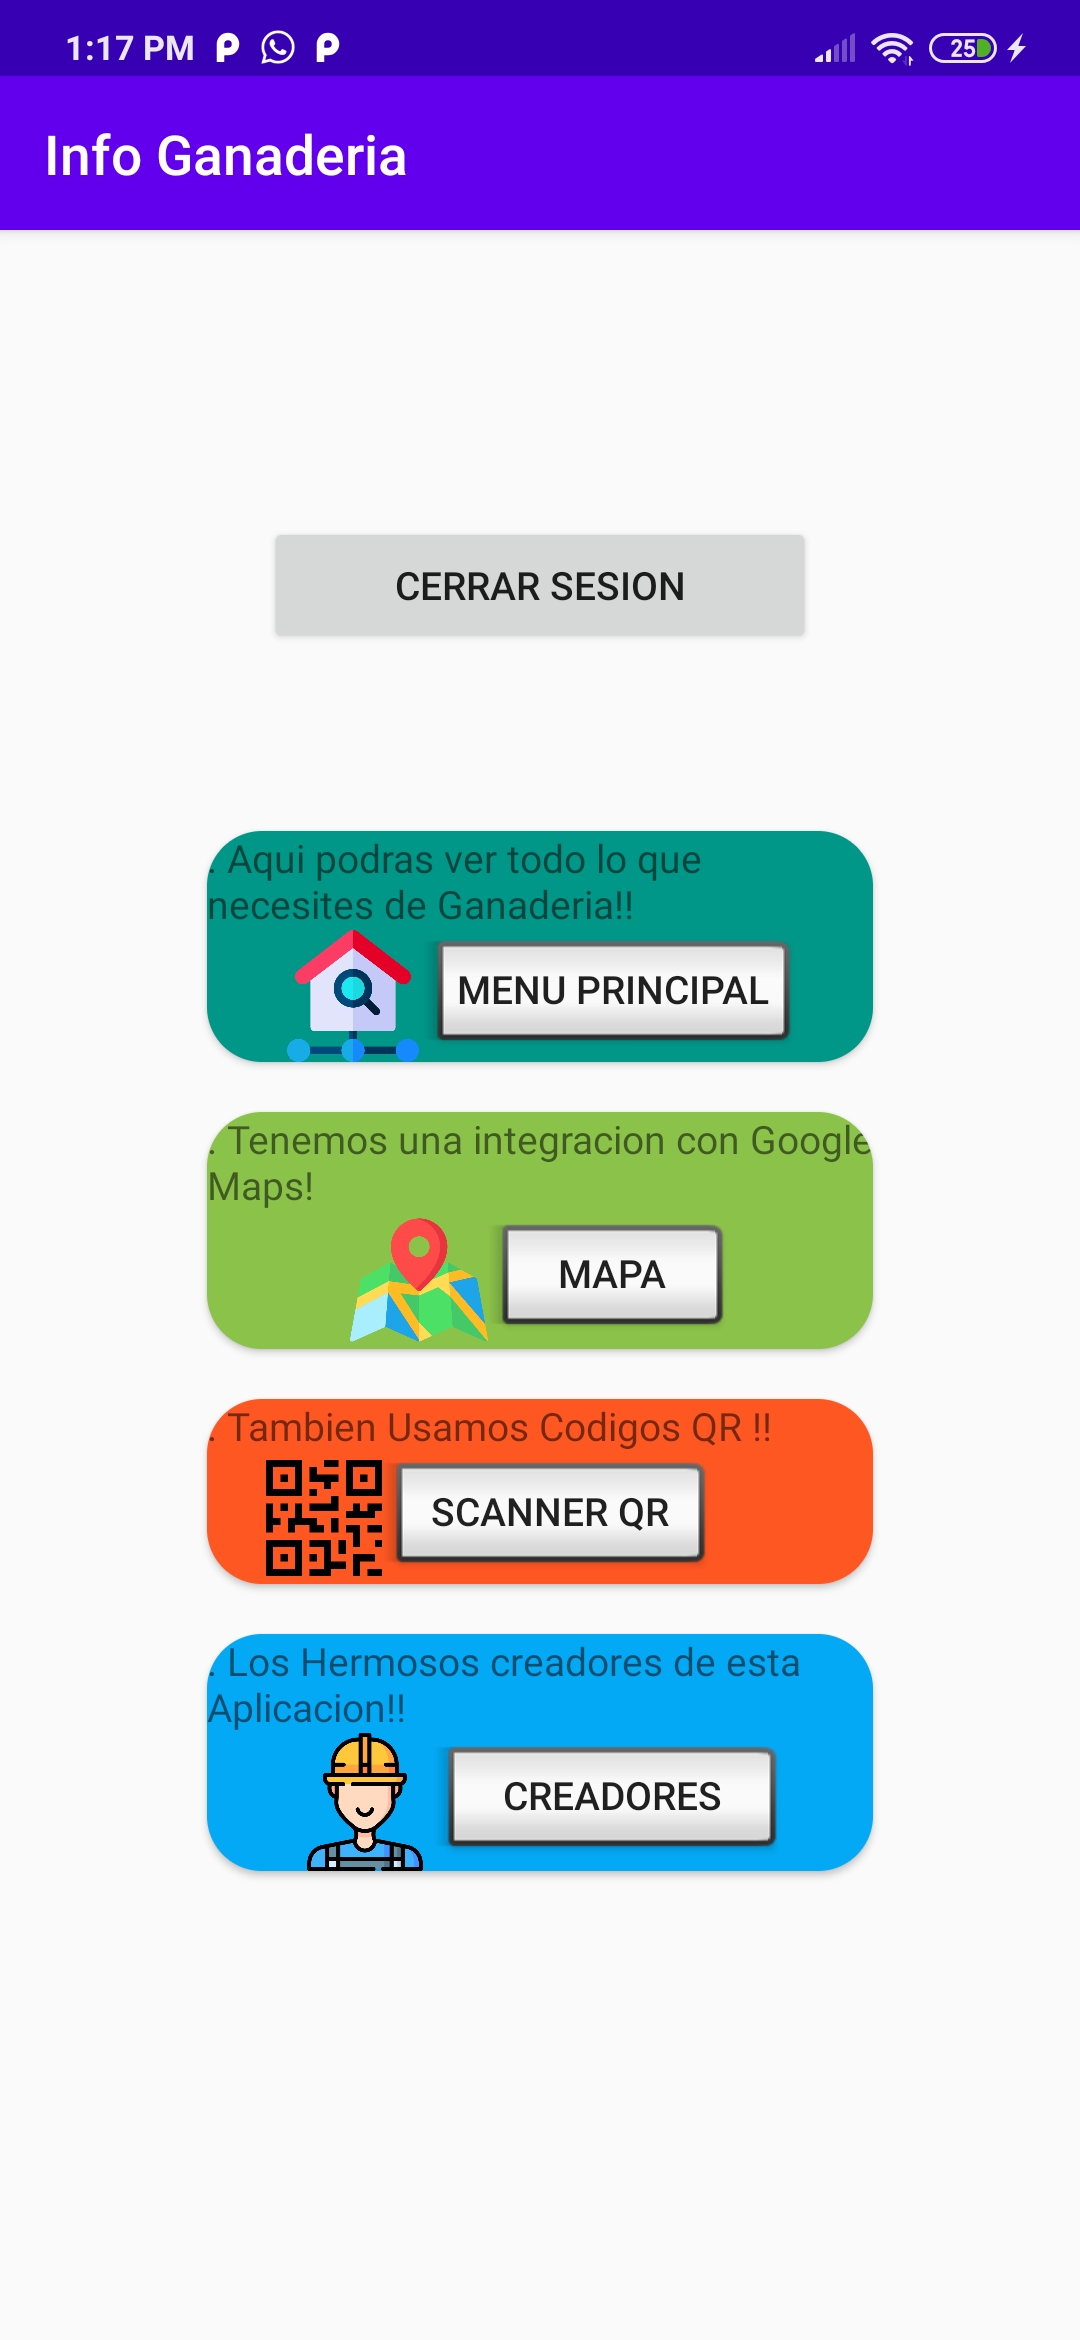 1:17 PM
25
Info Ganaderia
CERRAR SESION
. Aqui podras ver todo lo que
necesites de Ganaderia!!
MENU PRINCIPAL
. Tenemos una integracion con Google
Maps!
MAPA
. Tambien Usamos Codigos QR !!
SCANNER QR
. Los Hermosos creadores de esta
Aplicacion!!
CREADORES